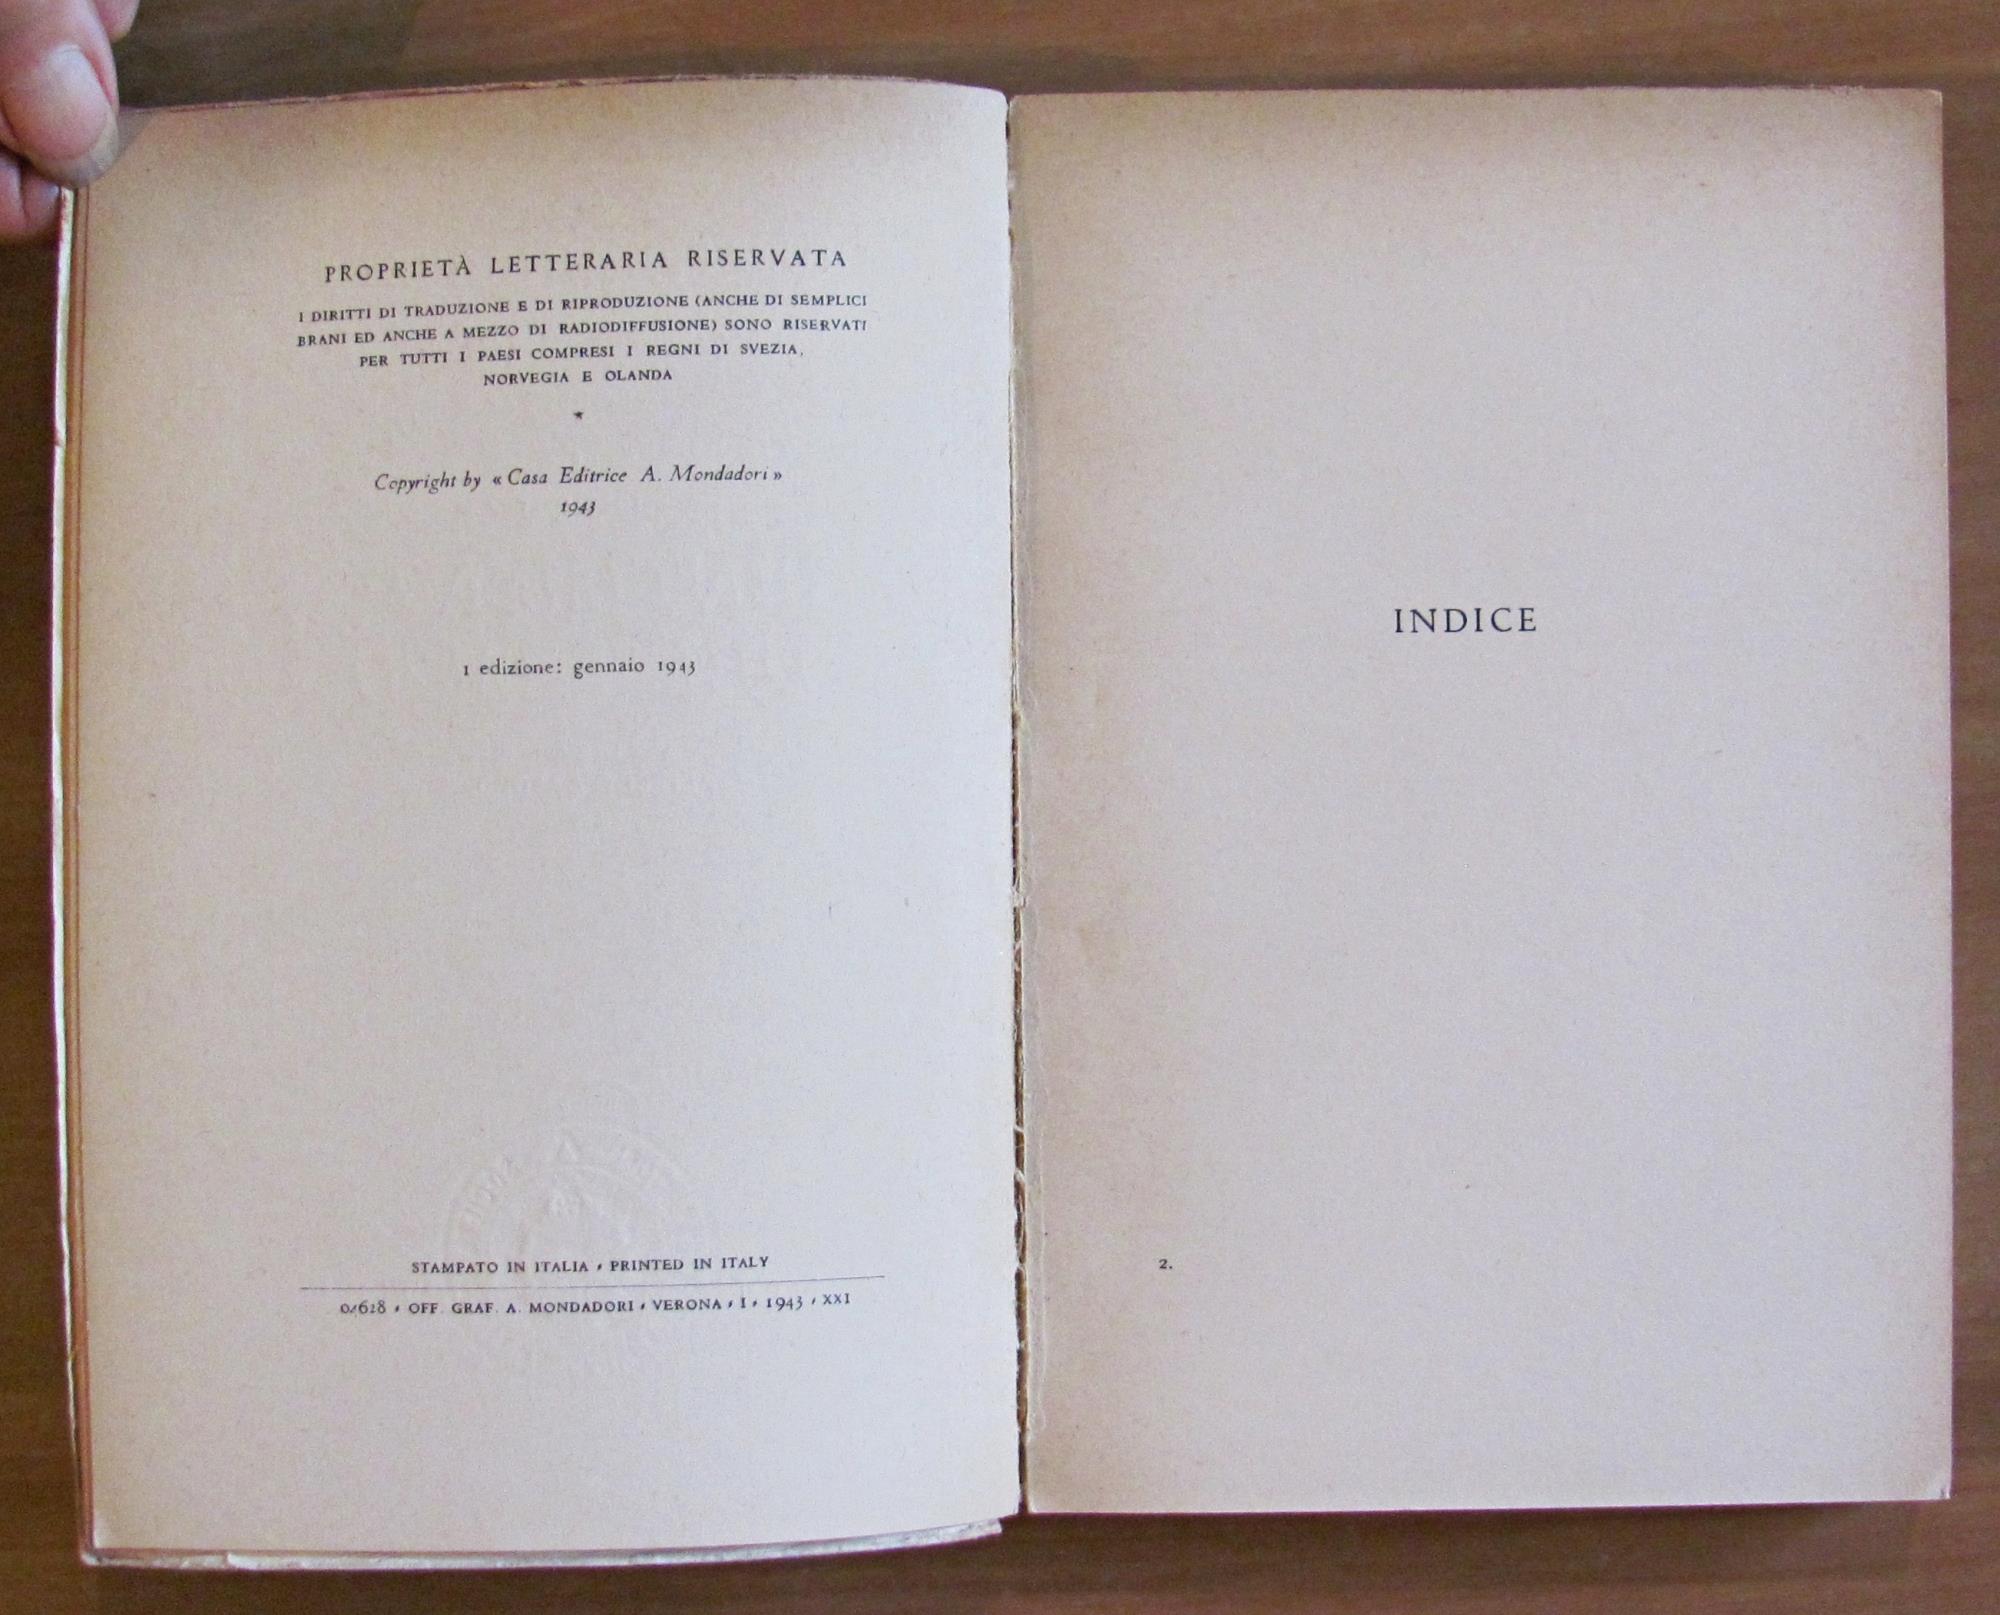 PROPRIETÀ LETTERARIA RISERVATA
I DIRITTI DI TRADUZIONE E DI RIPRODUZIONE (ANCHE DI SEMPLICI
BRANI ED ANCHE A MEZZO DI RADIODIFFUSIONE) SONO RISERVATI
PER TUTTI I PAESI COMPRESI I REGNI DI SVEZIA,
NORVEGIA E OLANDA
*
Copyright by « Casa Editrice A. Mondadori »
1943
I edizione: gennaio 1943
STAMPATO IN ITALIA - PRINTED IN ITALY
0/628 - OFF. GRAF. A. MONDADORI - VERONA - I - 1943 - XXI
INDICE
2.